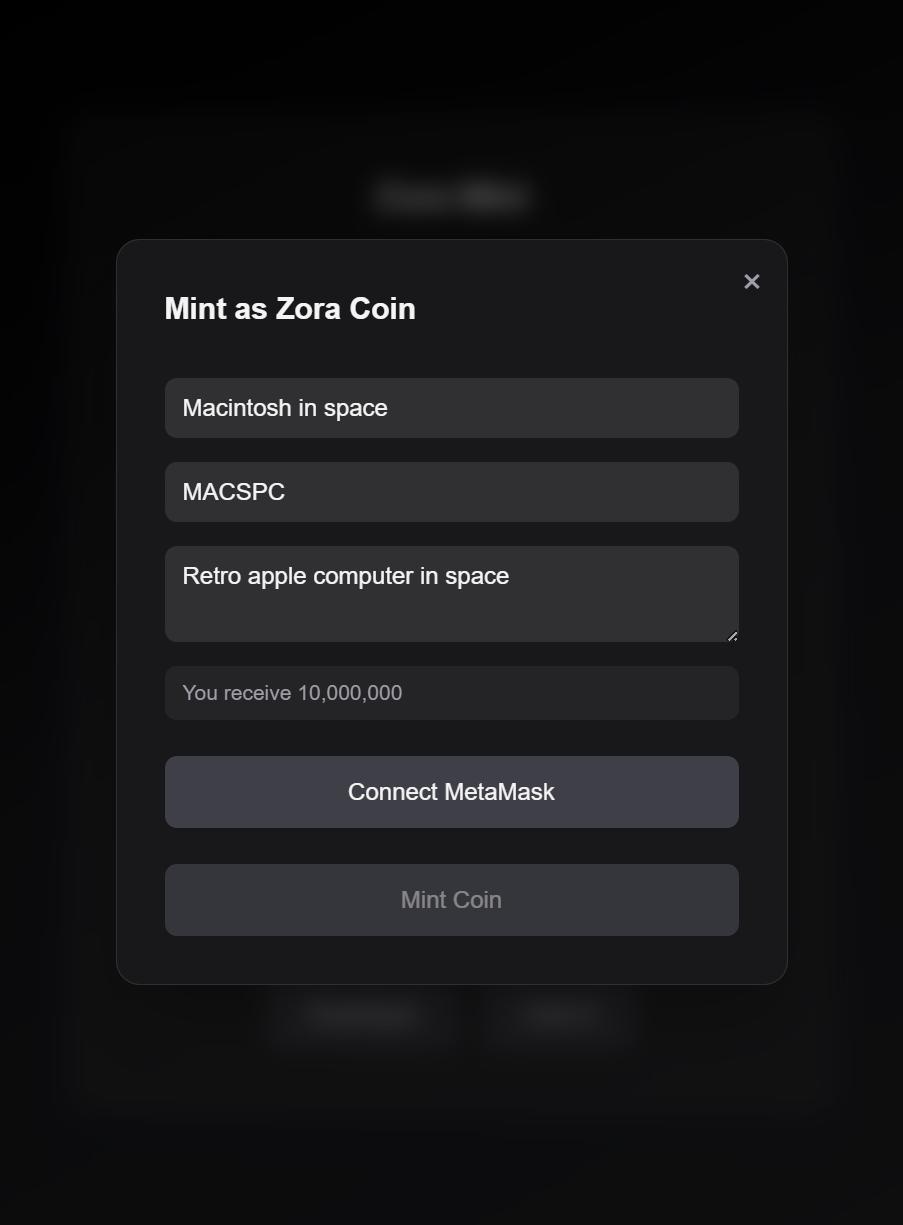 Mint as Zora Coin
Macintosh in space
MACSPC
Retro apple computer in space
You receive 10,000,000
Connect MetaMask
Mint Coin